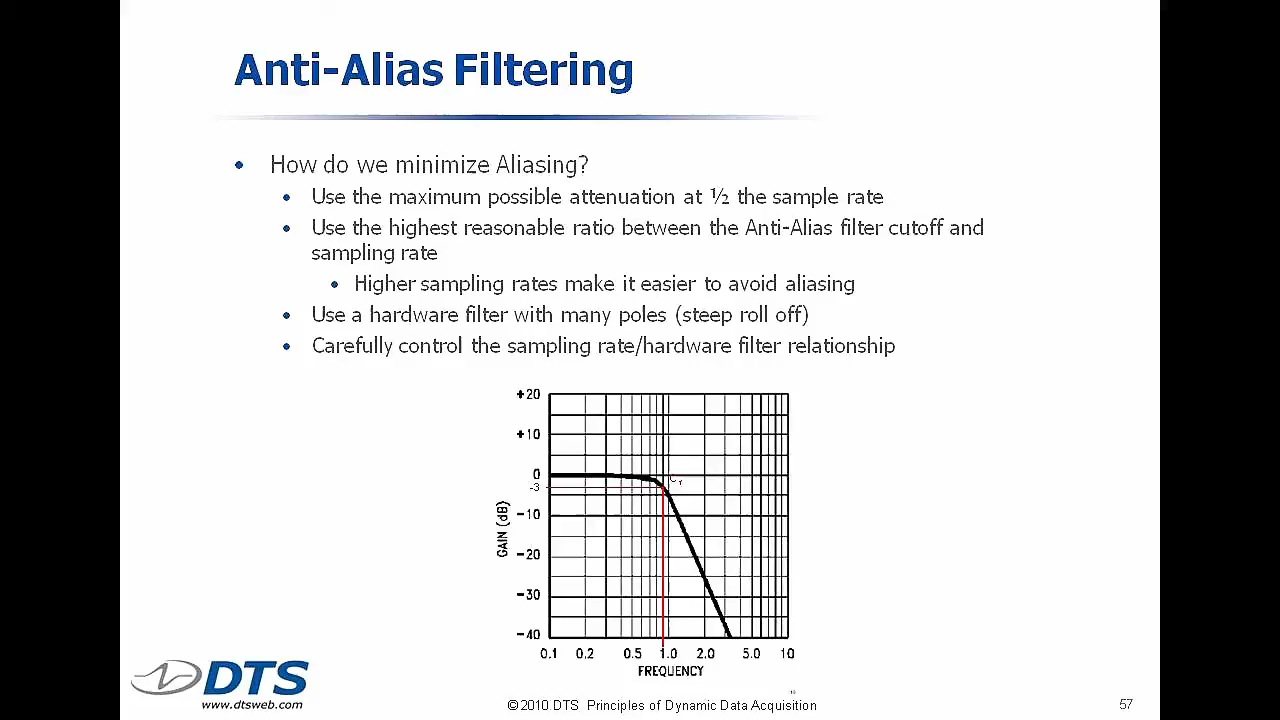 Anti-Alias Filtering
• How do we minimize Aliasing?
• Use the maximum possible attenuation at ½ the sample rate
• Use the highest reasonable ratio between the Anti-Alias filter cutoff and
sampling rate
• Higher sampling rates make it easier to avoid aliasing
• Use a hardware filter with many poles (steep roll off)
• Carefully control the sampling rate/hardware filter relationship
+20
+10
0
-3
-10
-20
-30
-40
GAIN (dB)
0.1 0.2 0.5 1.0 2.0 5.0 10
FREQUENCY
DTS
www.dtsweb.com
© 2010 DTS Principles of Dynamic Data Acquisition
57